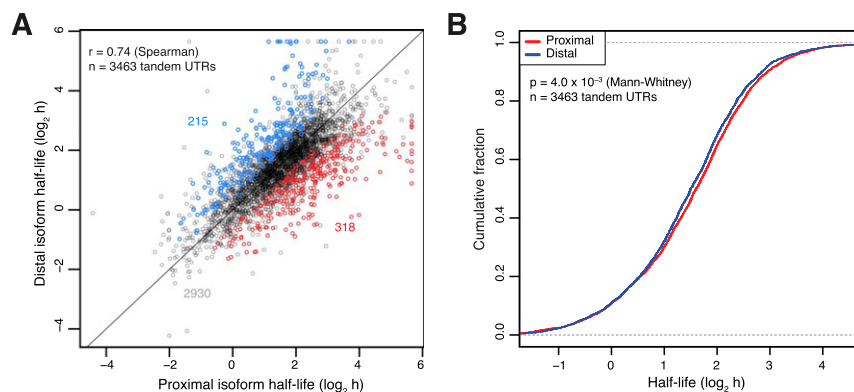 A
r = 0.74 (Spearman)
n = 3463 tandem UTRs
215
318
2930
Distal isoform half-life (log2 h)
6
4
2
0
−2
−4
−4 −2 0 2 4 6
Proximal isoform half-life (log2 h)
B
Proximal
Distal
p = 4.0 x 10⁻³ (Mann-Whitney)
n = 3463 tandem UTRs
Cumulative fraction
1.0
0.8
0.6
0.4
0.2
0.0
−1 0 1 2 3 4
Half-life (log2 h)